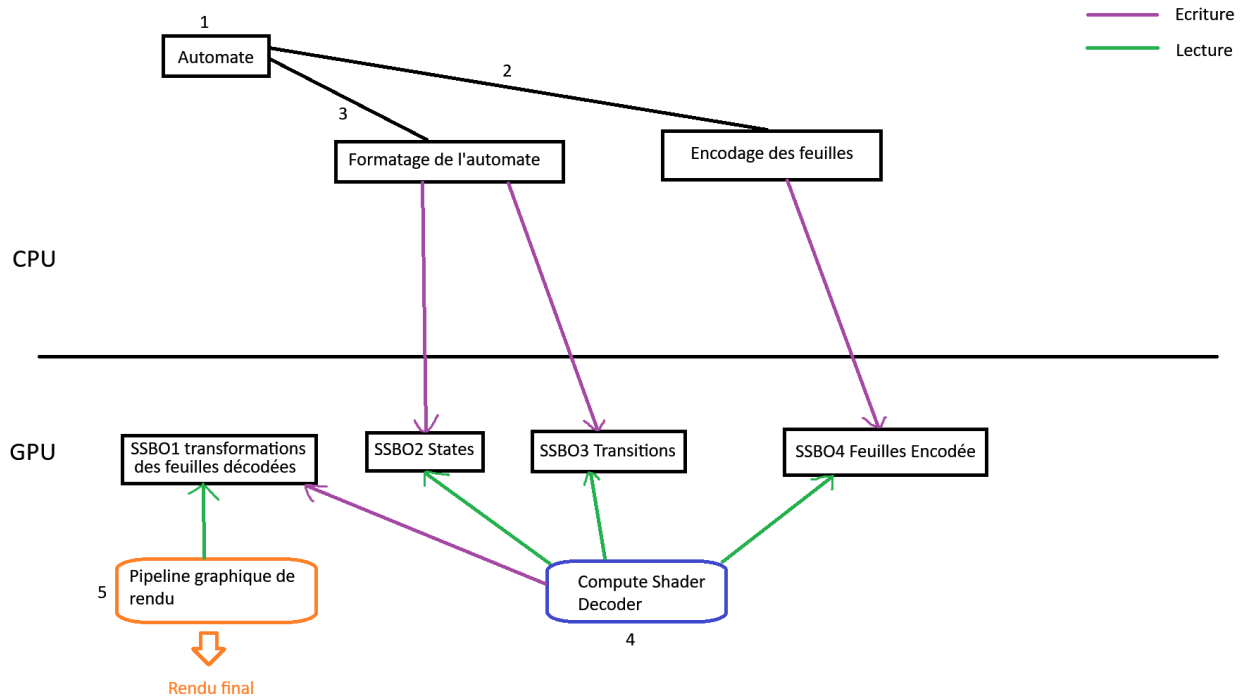 1
Ecriture
Automate
Lecture
2
3
Formatage de l'automate
Encodage des feuilles
CPU
GPU
SSBO1 transformations
des feuilles décodées
SSBO2 States
SSBO3 Transitions
SSBO4 Feuilles Encodée
5
Pipeline graphique de
rendu
Compute Shader
Decoder
4
Rendu final